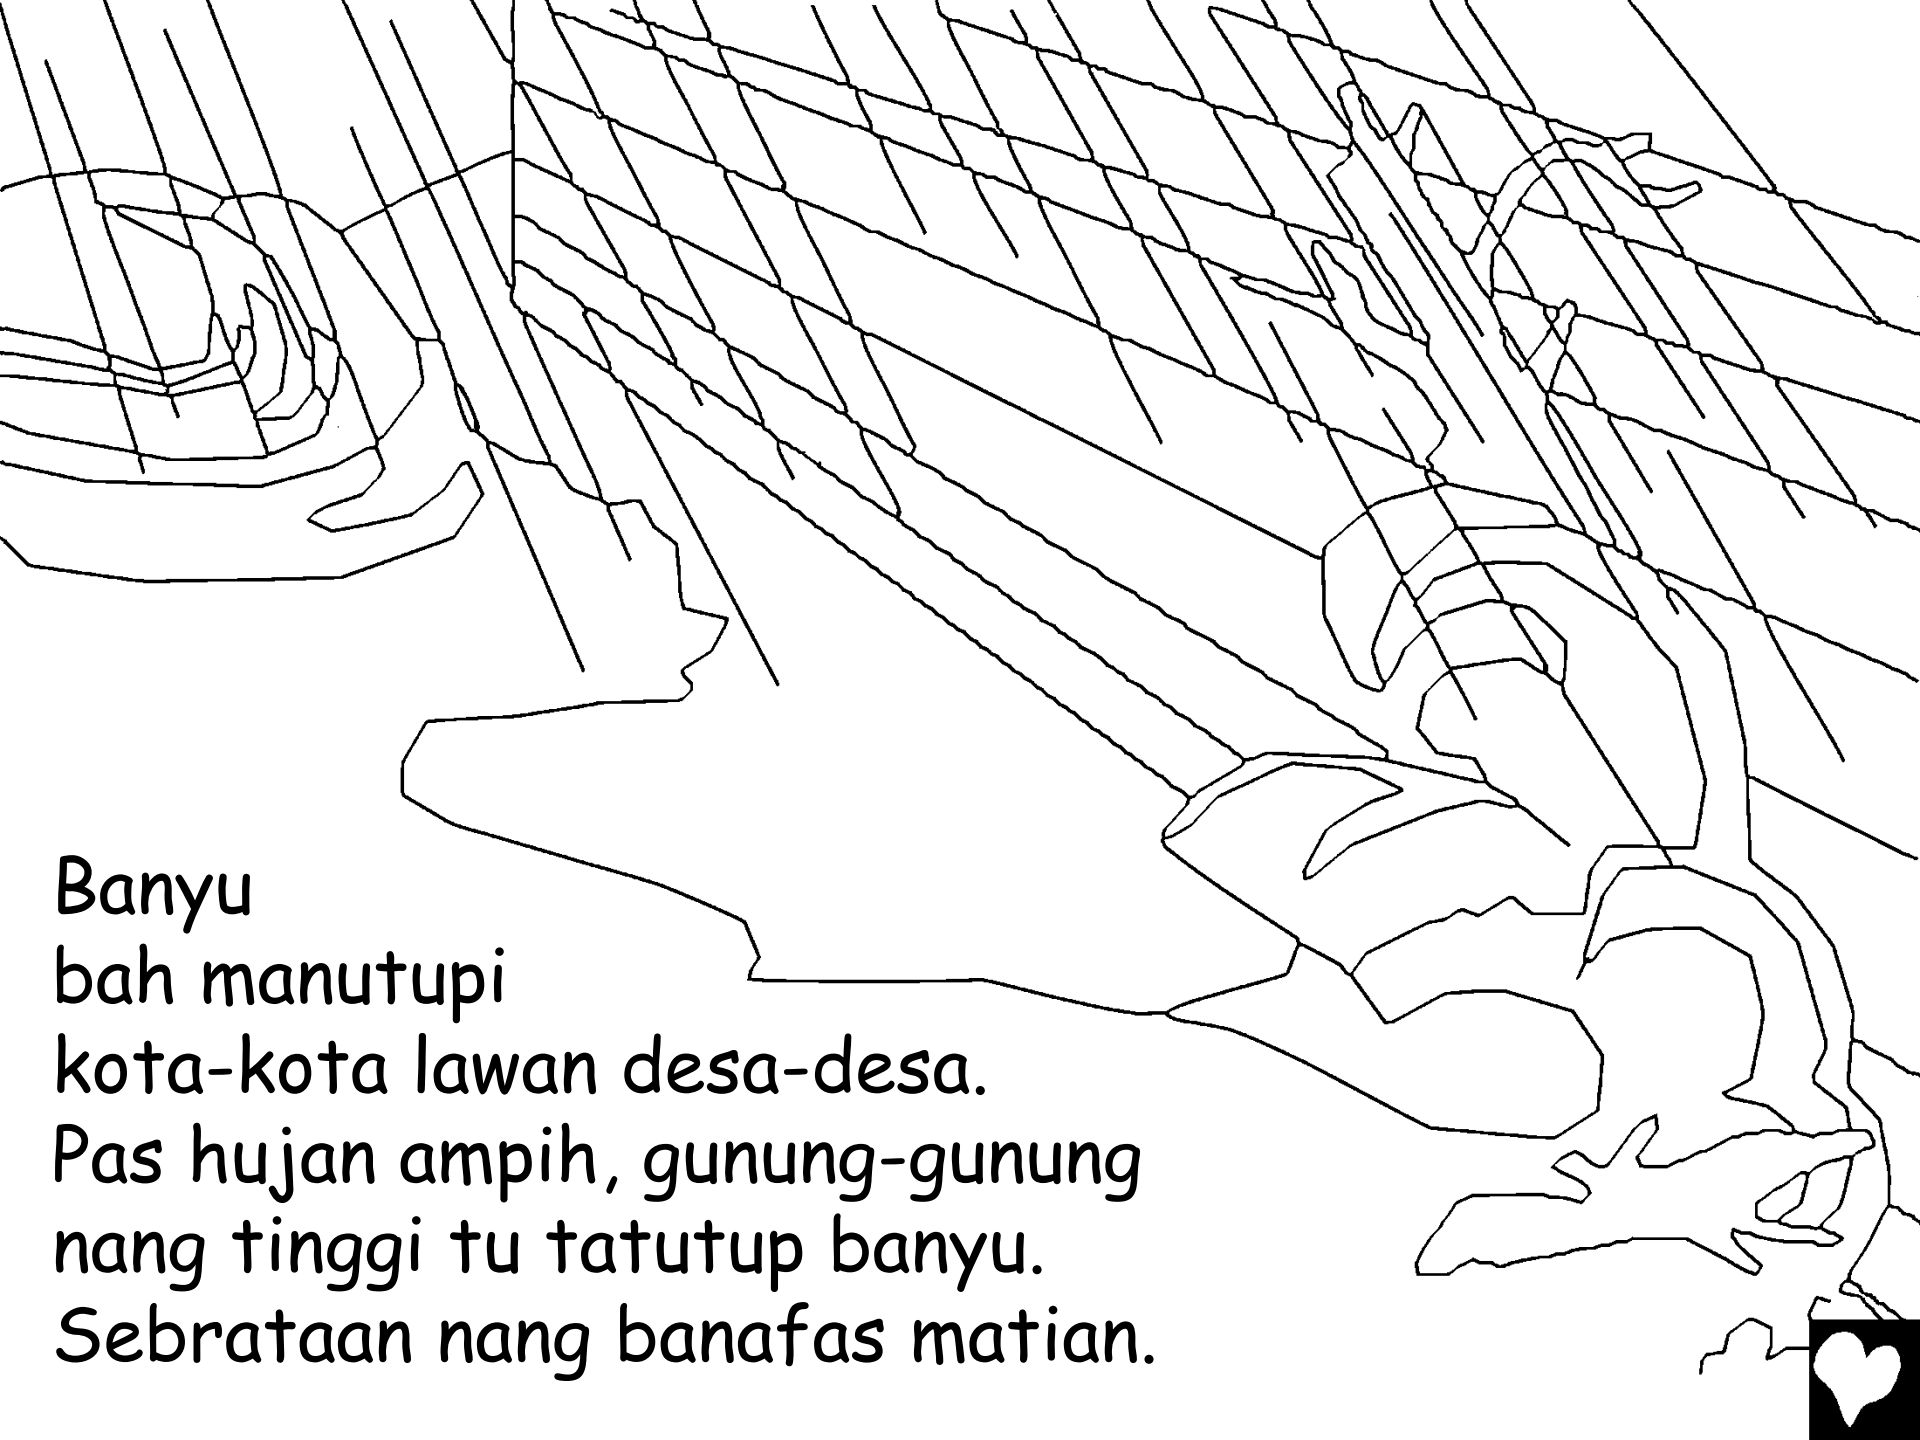 Banyu
bah manutupi
kota-kota lawan desa-desa.
Pas hujan ampih, gunung-gunung
nang tinggi tu tatutup banyu.
Sebrataan nang banafas matian.